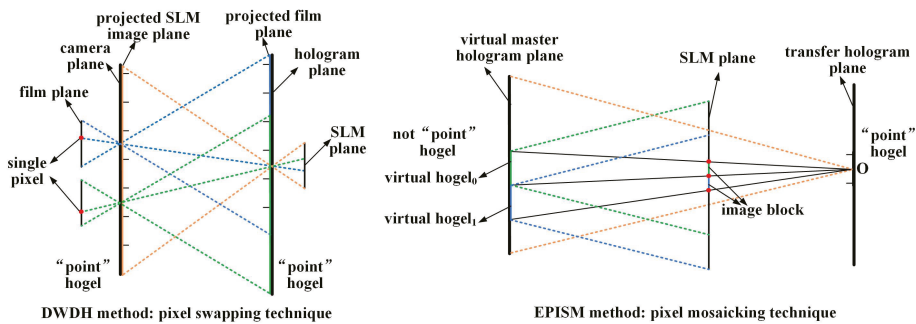 projected SLM
image plane
projected film
plane
camera
plane
hologram
plane
film plane
SLM
plane
single
pixel
“point”
hogel
“point”
hogel
DWDH method: pixel swapping technique
virtual master
hologram plane
SLM plane
transfer hologram
plane
not “point”
hogel
“point”
hogel
virtual hogel0
O
virtual hogel1
image block
EPISM method: pixel mosaicking technique